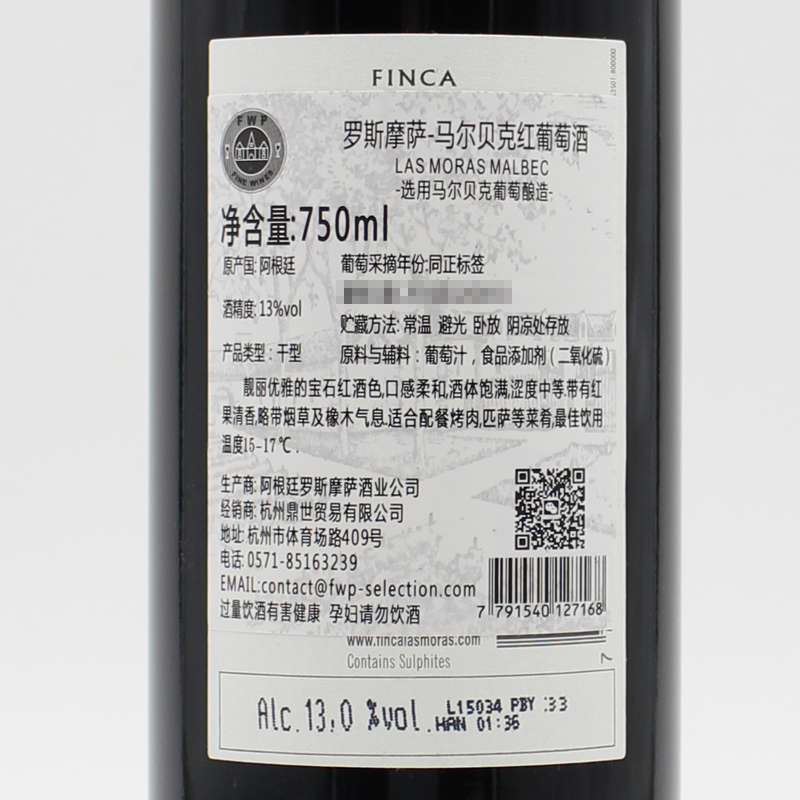 FINCA
FWP
FINE WINES
罗斯摩萨-马尔贝克红葡萄酒
LAS MORAS MALBEC
-选用马尔贝克葡萄酿造-
净含量:750ml
原产国: 阿根廷
葡萄采摘年份:同正标签
酒精度: 13%vol
贮藏方法: 常温 避光 卧放 阴凉处存放
产品类型: 干型
原料与辅料: 葡萄汁, 食品添加剂(二氧化硫)
靓丽优雅的宝石红酒色,口感柔和,酒体饱满,涩度中等.带有红
果清香,略带烟草及橡木气息.适合配餐烤肉,匹萨等菜肴,最佳饮用
温度15-17℃.
生产商: 阿根廷罗斯摩萨酒业公司
经销商: 杭州鼎世贸易有限公司
地址: 杭州市体育场路409号
电话: 0571-85163239
EMAIL:contact@fwp-selection.com
过量饮酒有害健康 孕妇请勿饮酒
7 791540 127168
www.fincalasmoras.com
Contains Sulphites
7
Alc. 13,0 %vol.
L15034 PBY :33
HAN 01:36